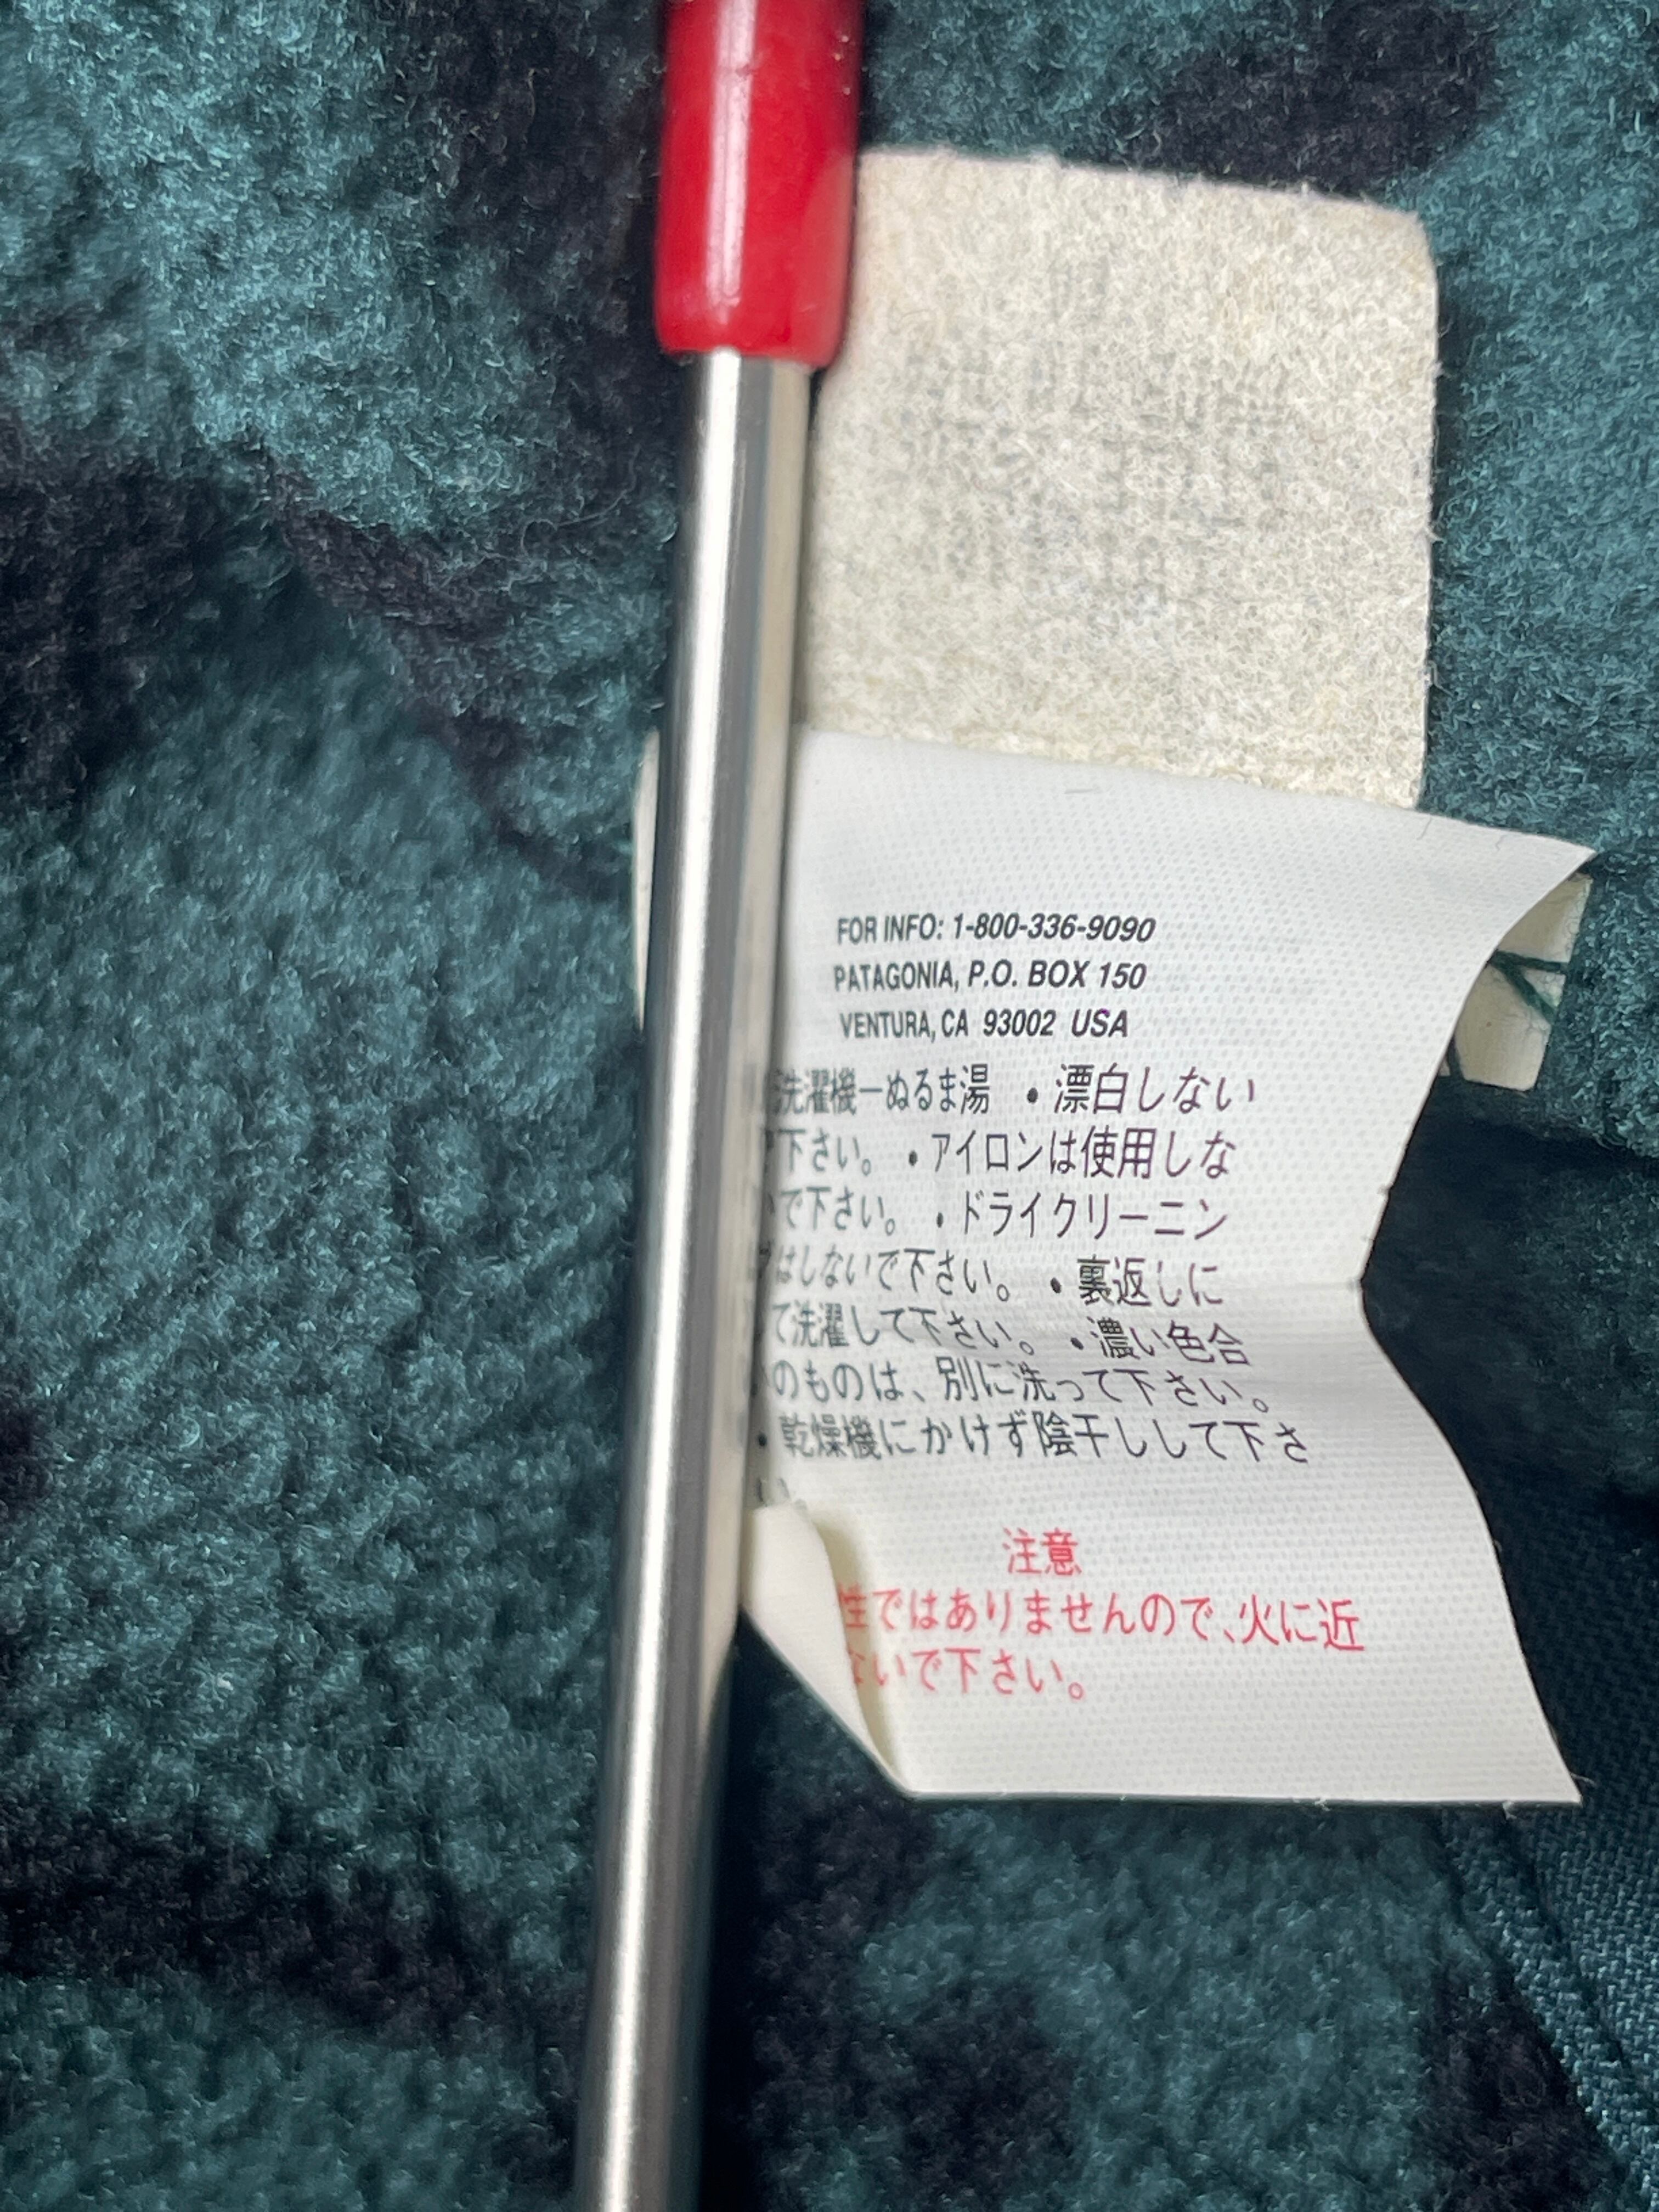 FOR INFO: 1-800-336-9090
PATAGONIA, P.O. BOX 150
VENTURA, CA 93002 USA
洗濯機ーぬるま湯 •漂白しない
で下さい。•アイロンは使用しな
いで下さい。•ドライクリーニン
グはしないで下さい。•裏返しに
て洗濯して下さい。•濃い色合
いのものは、別に洗って下さい。
•乾燥機にかけず陰干しして下さ
い。
注意
性ではありませんので、火に近
ないで下さい。